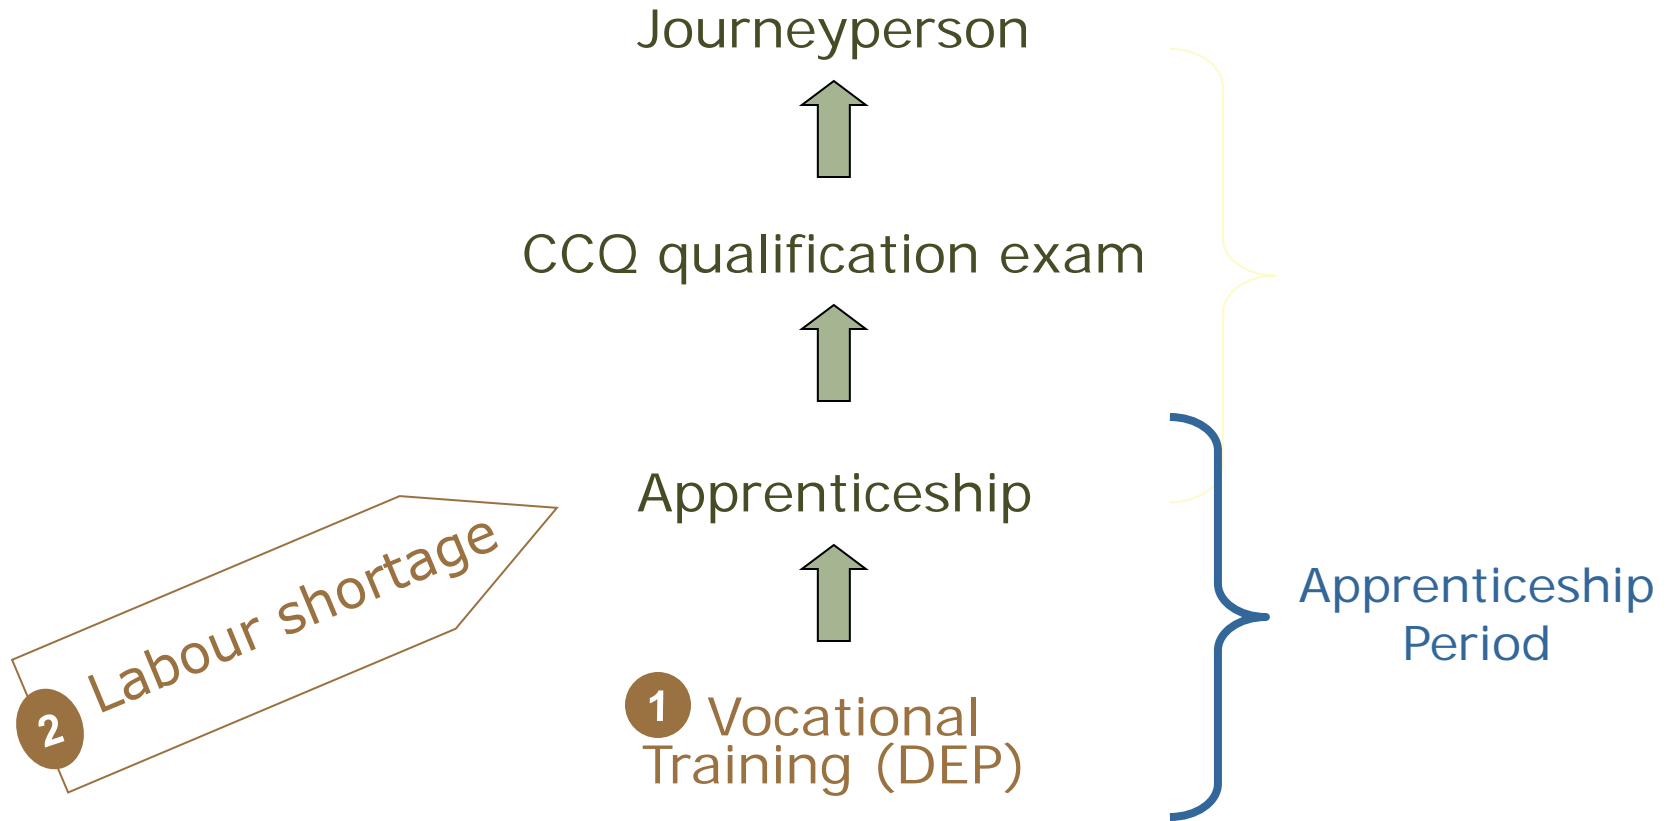 Journeyperson
CCQ qualification exam
Apprenticeship
2 Labour shortage
Apprenticeship
Period
1 Vocational
Training (DEP)